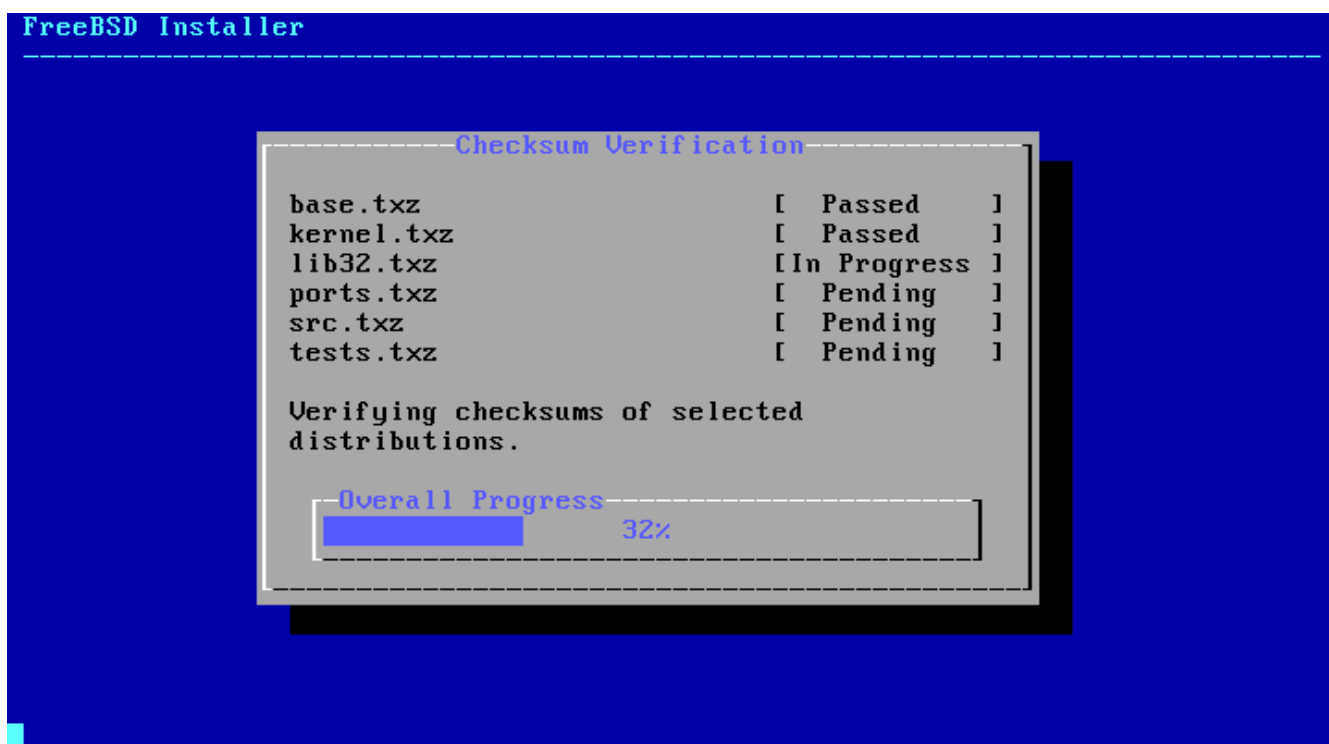 FreeBSD Installer
Checksum Verification
base.txz [ Passed ]
kernel.txz [ Passed ]
lib32.txz [In Progress ]
ports.txz [ Pending ]
src.txz [ Pending ]
tests.txz [ Pending ]
Verifying checksums of selected
distributions.
Overall Progress
32%